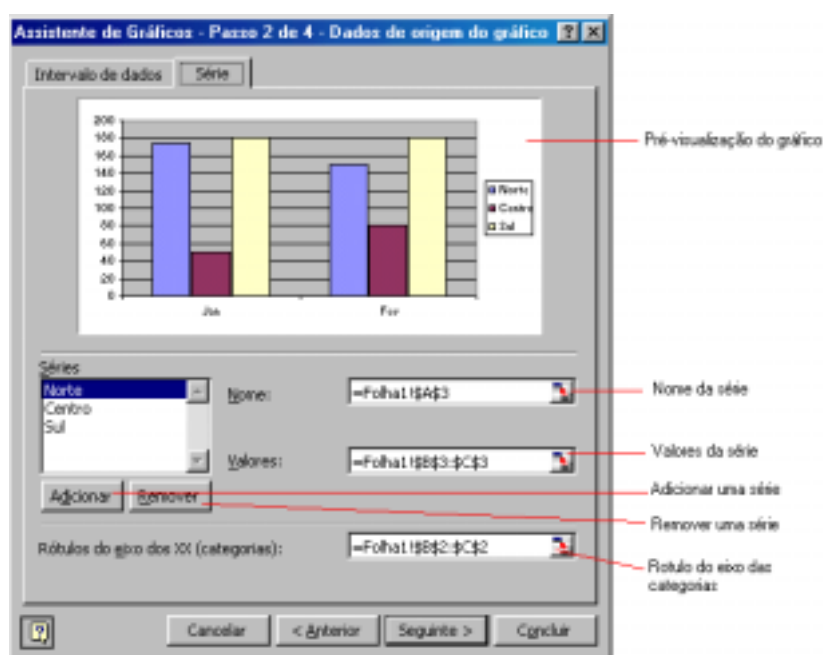 Assistente de Gráficos - Passo 2 de 4 - Dados de origem do gráfico
Intervalo de dados
Série
200
180
160
140
120
100
80
60
40
20
0
Jan
Fev
Norte
Centro
Sul
Pré-visualização do gráfico
Séries
Norte
Centro
Sul
Nome:
=Folha1!$A$3
Nome da série
Valores:
=Folha1!$B$3:$C$3
Valores da série
Adicionar
Remover
Adicionar uma série
Remover uma série
Rótulos do eixo dos XX (categorias):
=Folha1!$B$2:$C$2
Rotulo do eixo das
categorias
Cancelar
< Anterior
Seguinte >
Concluir